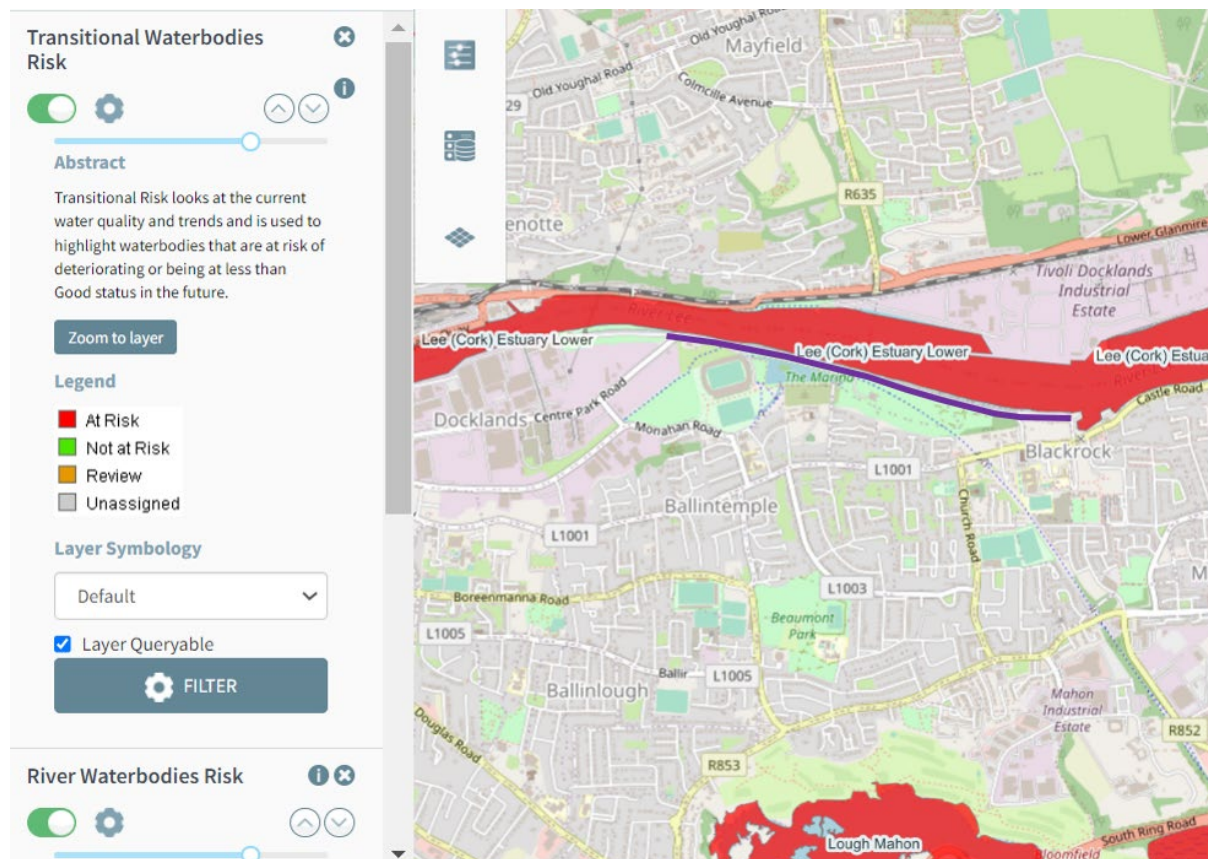 Transitional Waterbodies
Risk
Abstract
Transitional Risk looks at the current
water quality and trends and is used to
highlight waterbodies that are at risk of
deteriorating or being at less than
Good status in the future.
Zoom to layer
Legend
At Risk
Not at Risk
Review
Unassigned
Layer Symbology
Default
Layer Queryable
FILTER
River Waterbodies Risk
Old Youghal Road
Mayfield
Old Youghal Road
Colmcille Avenue
29
R635
enotte
Lower Glanmire
Tivoli Docklands
Industrial
Estate
River Lee
Lee (Cork) Estuary Lower
Lee (Cork) Estuary Lower
Lee (Cork) Estua
The Marina
Castle Road
Docklands
Centre Park Road
Monahan Road
Blackrock
L1001
Church Road
Ballintemple
L1001
L1003
Boreenmanna Road
Beaumont
Park
L1005
Ballir
L1005
Ballinlough
M
Mahon
Industrial
Estate
R852
Douglas Road
R853
South Ring Road
Lough Mahon
Bloomfield